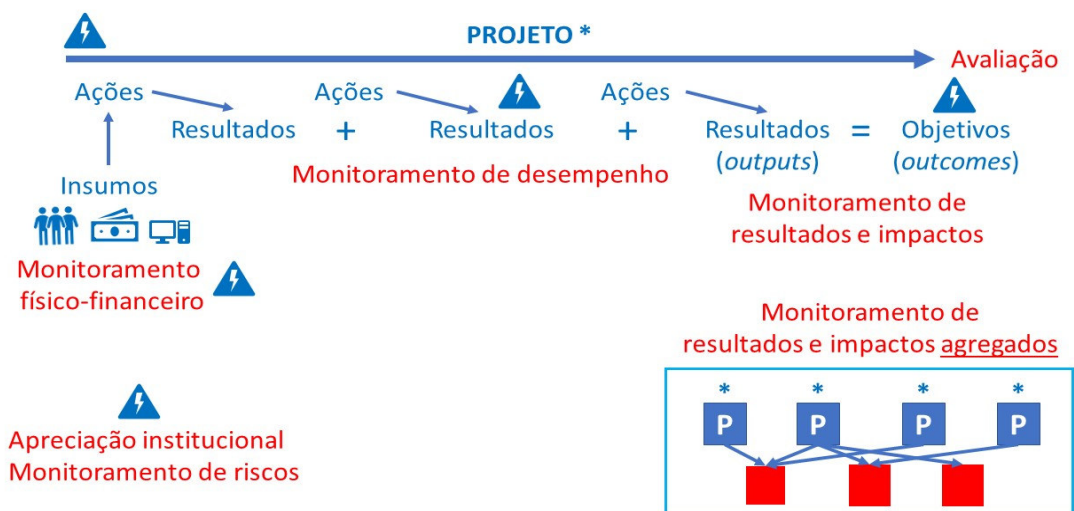 PROJETO *
Avaliação
Ações
Ações
Ações
Resultados
+
Resultados
+
Resultados
(outputs)
=
Objetivos
(outcomes)
Insumos
Monitoramento de desempenho
Monitoramento de
resultados e impactos
Monitoramento
físico-financeiro
Monitoramento de
resultados e impactos agregados
* * * *
P P P P
Apreciação institucional
Monitoramento de riscos